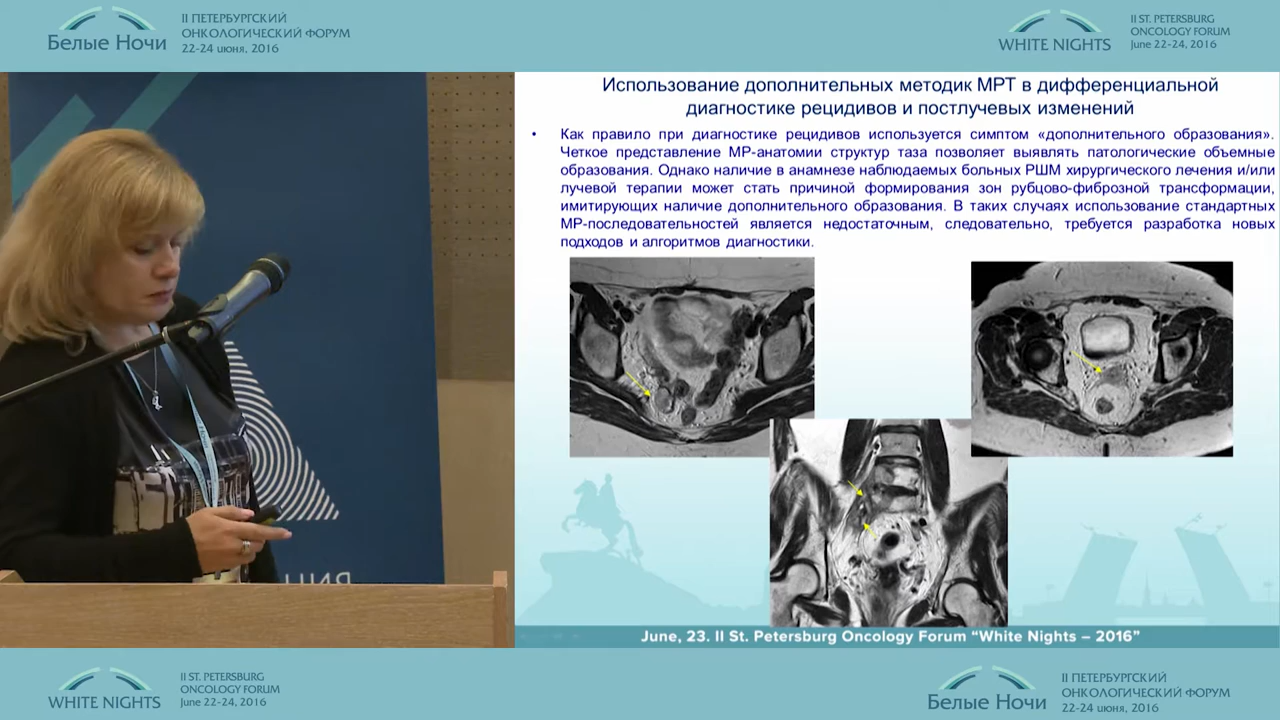 Белые Ночи
II ПЕТЕРБУРГСКИЙ
ОНКОЛОГИЧЕСКИЙ ФОРУМ
22-24 июня, 2016
WHITE NIGHTS
II ST. PETERSBURG
ONCOLOGY FORUM
June 22-24, 2016
Использование дополнительных методик МРТ в дифференциальной
диагностике рецидивов и постлучевых изменений
• Как правило при диагностике рецидивов используется симптом «дополнительного образования».
Четкое представление МР-анатомии структур таза позволяет выявлять патологические объемные
образования. Однако наличие в анамнезе наблюдаемых больных РШМ хирургического лечения и/или
лучевой терапии может стать причиной формирования зон рубцово-фиброзной трансформации,
имитирующих наличие дополнительного образования. В таких случаях использование стандартных
МР-последовательностей является недостаточным, следовательно, требуется разработка новых
подходов и алгоритмов диагностики.
June, 23. II St. Petersburg Oncology Forum “White Nights – 2016”
WHITE NIGHTS
II ST. PETERSBURG
ONCOLOGY FORUM
June 22-24, 2016
Белые Ночи
II ПЕТЕРБУРГСКИЙ
ОНКОЛОГИЧЕСКИЙ ФОРУМ
22-24 июня, 2016